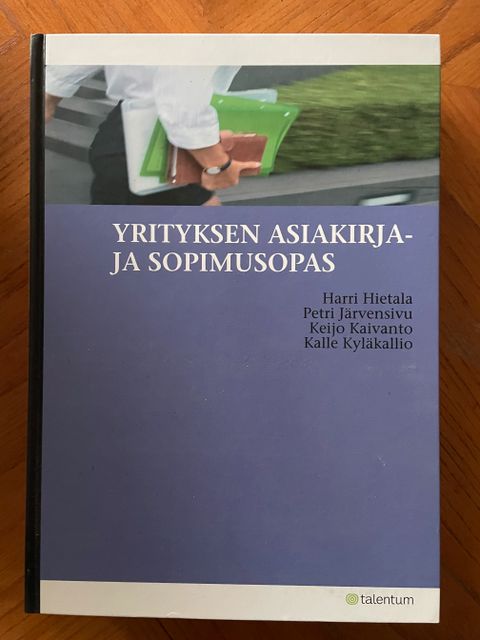 YRITYKSEN ASIAKIRJA-
JA SOPIMUSOPAS
Harri Hietala
Petri Järvensivu
Keijo Kaivanto
Kalle Kyläkallio
talentum